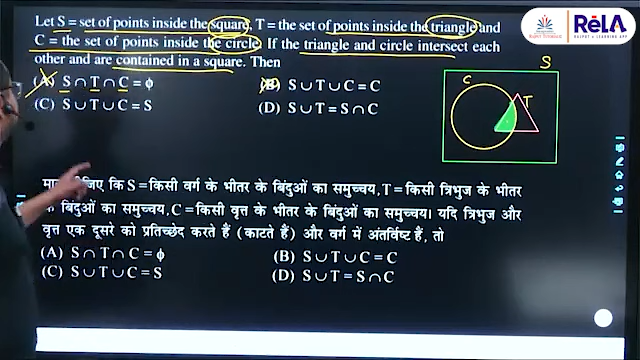 Let S = set of points inside the square, T = the set of points inside the triangle and
C = the set of points inside the circle. If the triangle and circle intersect each
other and are contained in a square. Then
(A) S ∩ T ∩ C = ϕ
(B) S ∪ T ∪ C = C
(C) S ∪ T ∪ C = S
(D) S ∪ T = S ∩ C
S
C
T
RēLA
कि S = किसी वर्ग के भीतर के बिंदुओं का समुच्चय, T = किसी त्रिभुज के भीतर
के बिंदुओं का समुच्चय, C = किसी वृत्त के भीतर के बिंदुओं का समुच्चय। यदि त्रिभुज और
वृत्त एक दूसरे को प्रतिच्छेद करते हैं (काटते हैं) और वर्ग में अंतर्विष्ट हैं, तो
(A) S ∩ T ∩ C = ϕ
(B) S ∪ T ∪ C = C
(C) S ∪ T ∪ C = S
(D) S ∪ T = S ∩ C